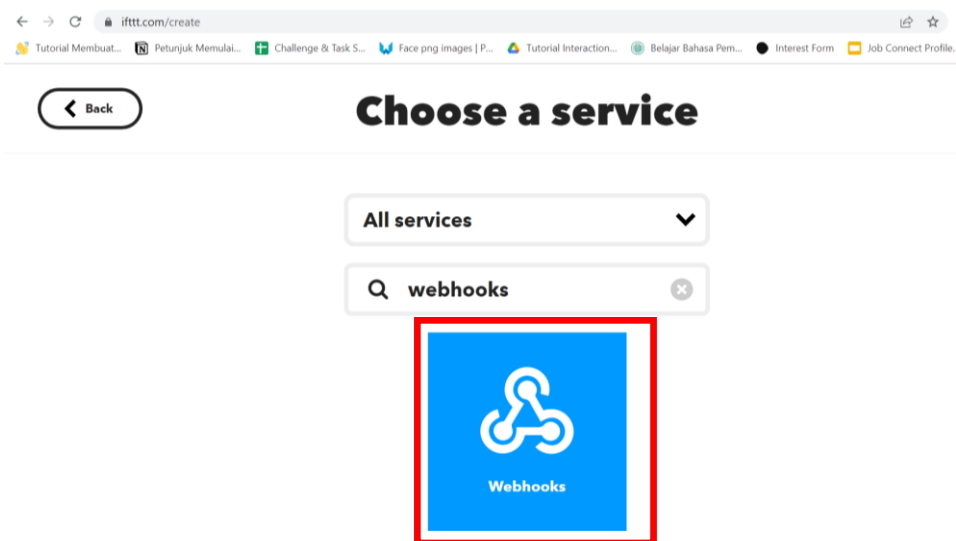 ifttt.com/create
Tutorial Membuat... Petunjuk Memulai... Challenge & Task S... Face png images | P... Tutorial Interaction... Belajar Bahasa Pem... Interest Form Job Connect Profile.
Back
Choose a service
All services
webhooks
Webhooks